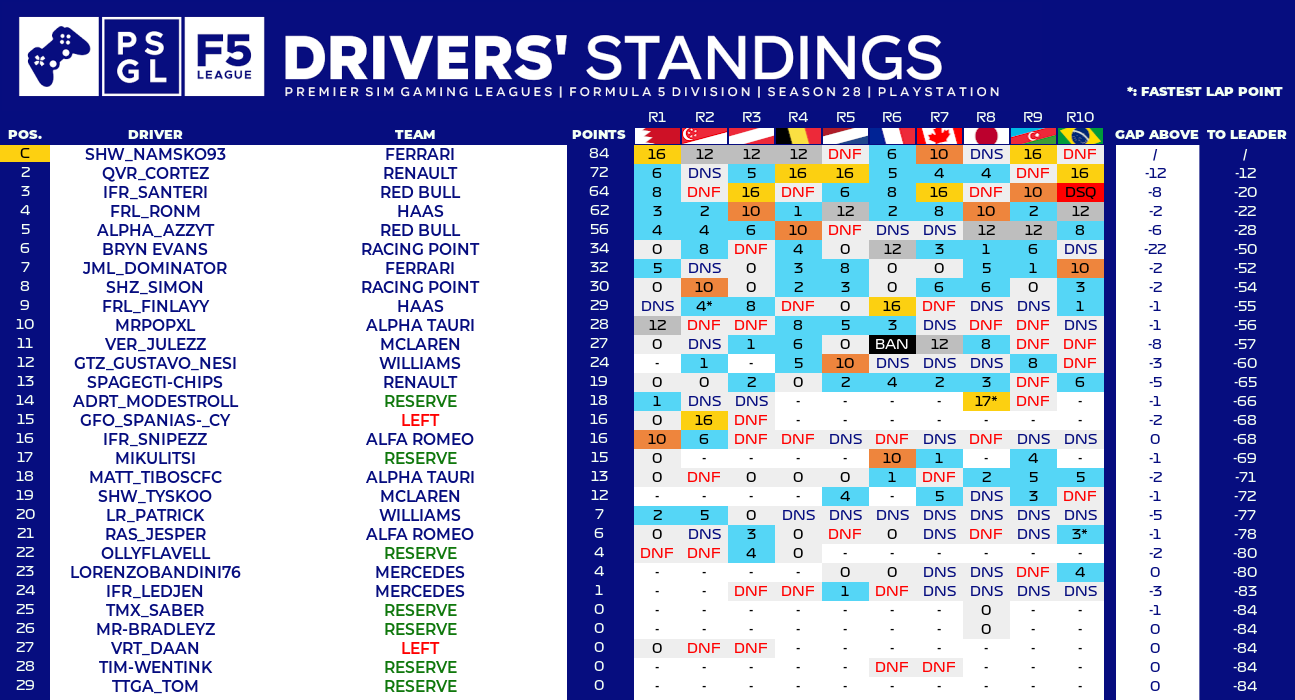 PS
GL
F5
LEAGUE
DRIVERS' STANDINGS
PREMIER SIM GAMING LEAGUES | FORMULA 5 DIVISION | SEASON 28 | PLAYSTATION
*: FASTEST LAP POINT
R1 R2 R3 R4 R5 R6 R7 R8 R9 R10
POS. DRIVER TEAM POINTS GAP ABOVE TO LEADER
C SHW_NAMSKO93 FERRARI 84 16 12 12 12 DNF 6 10 DNS 16 DNF / /
2 QVR_CORTEZ RENAULT 72 6 DNS 5 16 16 5 4 4 DNF 16 -12 -12
3 IFR_SANTERI RED BULL 64 8 DNF 16 DNF 6 8 16 DNF 10 DSQ -8 -20
4 FRL_RONM HAAS 62 3 2 10 1 12 2 8 10 2 12 -2 -22
5 ALPHA_AZZYT RED BULL 56 4 4 6 10 DNF DNS DNS 12 12 8 -6 -28
6 BRYN EVANS RACING POINT 34 0 8 DNF 4 0 12 3 1 6 DNS -22 -50
7 JML_DOMINATOR FERRARI 32 5 DNS 0 3 8 0 0 5 1 10 -2 -52
8 SHZ_SIMON RACING POINT 30 0 10 0 2 3 0 6 6 0 3 -2 -54
9 FRL_FINLAYY HAAS 29 DNS 4* 8 DNF 0 16 DNF DNS DNS 1 -1 -55
10 MRPOPXL ALPHA TAURI 28 12 DNF DNF 8 5 3 DNS DNF DNF DNS -1 -56
11 VER_JULEZZ MCLAREN 27 0 DNS 1 6 0 BAN 12 8 DNF DNF -8 -57
12 GTZ_GUSTAVO_NESI WILLIAMS 24 - 1 - 5 10 DNS DNS DNS 8 DNF -3 -60
13 SPAGEGTI-CHIPS RENAULT 19 0 0 2 0 2 4 2 3 DNF 6 -5 -65
14 ADRT_MODESTROLL RESERVE 18 1 DNS DNS - - - - 17* DNF - -1 -66
15 GFO_SPANIAS-_CY LEFT 16 0 16 DNF - - - - - - - -2 -68
16 IFR_SNIPEZZ ALFA ROMEO 16 10 6 DNF DNF DNS DNF DNS DNF DNS DNS 0 -68
17 MIKULITSI RESERVE 15 0 - - - - 10 1 - 4 - -1 -69
18 MATT_TIBOSCFC ALPHA TAURI 13 0 DNF 0 0 0 1 DNF 2 5 5 -2 -71
19 SHW_TYSKOO MCLAREN 12 - - - - 4 - 5 DNS 3 DNF -1 -72
20 LR_PATRICK WILLIAMS 7 2 5 0 DNS DNS DNS DNS DNS DNS DNS -5 -77
21 RAS_JESPER ALFA ROMEO 6 0 DNS 3 0 DNF 0 DNS DNF DNS 3* -1 -78
22 OLLYFLAVELL RESERVE 4 DNF DNF 4 0 - - - - - - -2 -80
23 LORENZOBANDINI76 MERCEDES 4 - - - - 0 0 DNS DNS DNF 4 0 -80
24 IFR_LEDJEN MERCEDES 1 - - DNF DNF 1 DNF DNS DNS DNS DNS -3 -83
25 TMX_SABER RESERVE 0 - - - - - - - 0 - - -1 -84
26 MR-BRADLEYZ RESERVE 0 - - - - - - - 0 - - 0 -84
27 VRT_DAAN LEFT 0 0 DNF DNF - - - - - - - 0 -84
28 TIM-WENTINK RESERVE 0 - - - - - DNF DNF - - - 0 -84
29 TTGA_TOM RESERVE 0 - - - - - - - - - - 0 -84